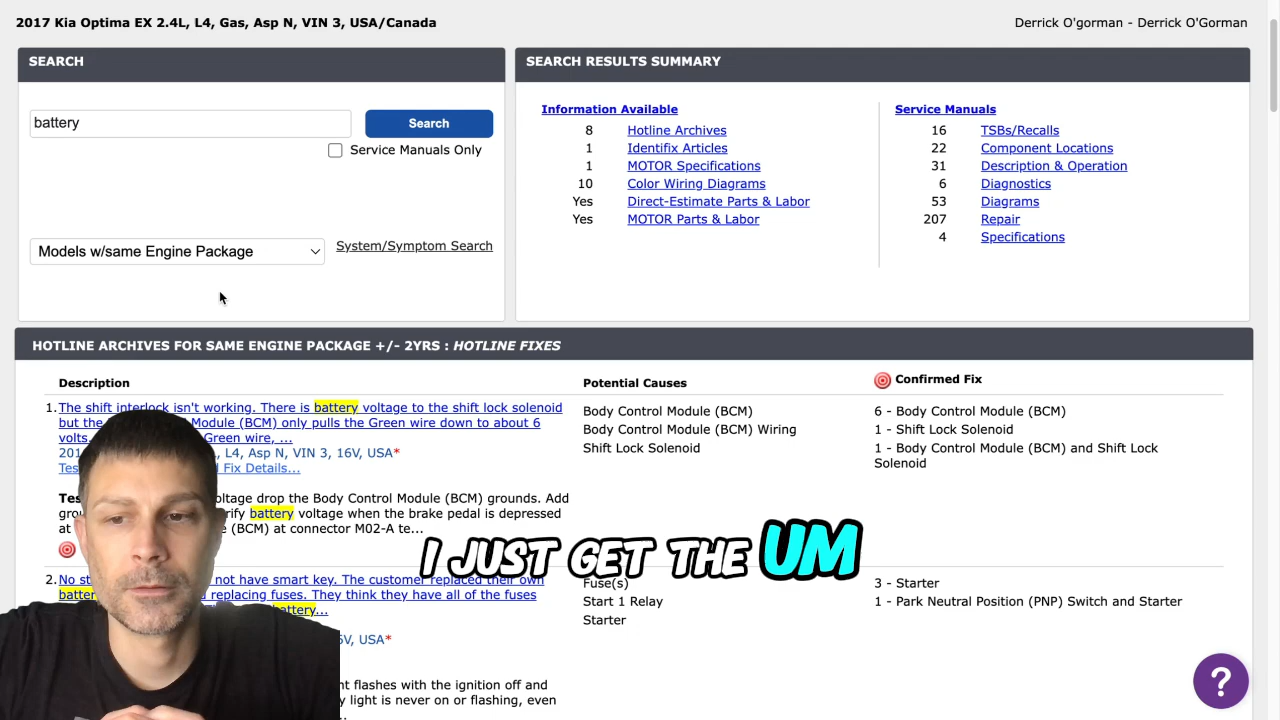 2017 Kia Optima EX 2.4L, L4, Gas, Asp N, VIN 3, USA/Canada
Derrick O'gorman - Derrick O'Gorman
SEARCH
battery
Search
Service Manuals Only
Models w/same Engine Package
System/Symptom Search
SEARCH RESULTS SUMMARY
Information Available
8 Hotline Archives
1 Identifix Articles
1 MOTOR Specifications
10 Color Wiring Diagrams
Yes Direct-Estimate Parts & Labor
Yes MOTOR Parts & Labor
Service Manuals
16 TSBs/Recalls
22 Component Locations
31 Description & Operation
6 Diagnostics
53 Diagrams
207 Repair
4 Specifications
HOTLINE ARCHIVES FOR SAME ENGINE PACKAGE +/- 2YRS : HOTLINE FIXES
Description
Potential Causes
Confirmed Fix
1. The shift interlock isn't working. There is battery voltage to the shift lock solenoid
but the Module (BCM) only pulls the Green wire down to about 6
volts. Green wire, ...
201 L, L4, Asp N, VIN 3, 16V, USA*
Fix Details...
oltage drop the Body Control Module (BCM) grounds. Add
rify battery voltage when the brake pedal is depressed
at (BCM) at connector M02-A te...
Body Control Module (BCM)
Body Control Module (BCM) Wiring
Shift Lock Solenoid
6 - Body Control Module (BCM)
1 - Shift Lock Solenoid
1 - Body Control Module (BCM) and Shift Lock
Solenoid
I JUST GET THE UM
2. No st not have smart key. The customer replaced their own
replacing fuses. They think they have all of the fuses
battery...
6V, USA*
nt flashes with the ignition off and
y light is never on or flashing, even
Fuse(s)
Start 1 Relay
Starter
3 - Starter
1 - Park Neutral Position (PNP) Switch and Starter
?